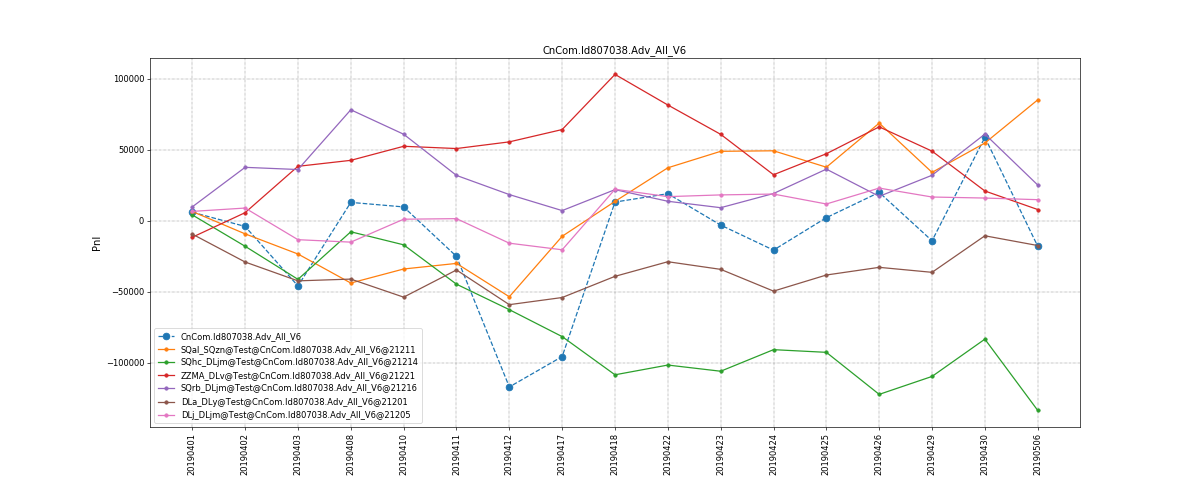 CnCom.Id807038.Adv_All_V6
100000
50000
0
−50000
−100000
Pnl
CnCom.Id807038.Adv_All_V6
SQal_SQzn@Test@CnCom.Id807038.Adv_All_V6@21211
SQhc_DLjm@Test@CnCom.Id807038.Adv_All_V6@21214
ZZMA_DLv@Test@CnCom.Id807038.Adv_All_V6@21221
SQrb_DLjm@Test@CnCom.Id807038.Adv_All_V6@21216
DLa_DLy@Test@CnCom.Id807038.Adv_All_V6@21201
DLj_DLjm@Test@CnCom.Id807038.Adv_All_V6@21205
20190401
20190402
20190403
20190408
20190410
20190411
20190412
20190417
20190418
20190422
20190423
20190424
20190425
20190426
20190429
20190430
20190506